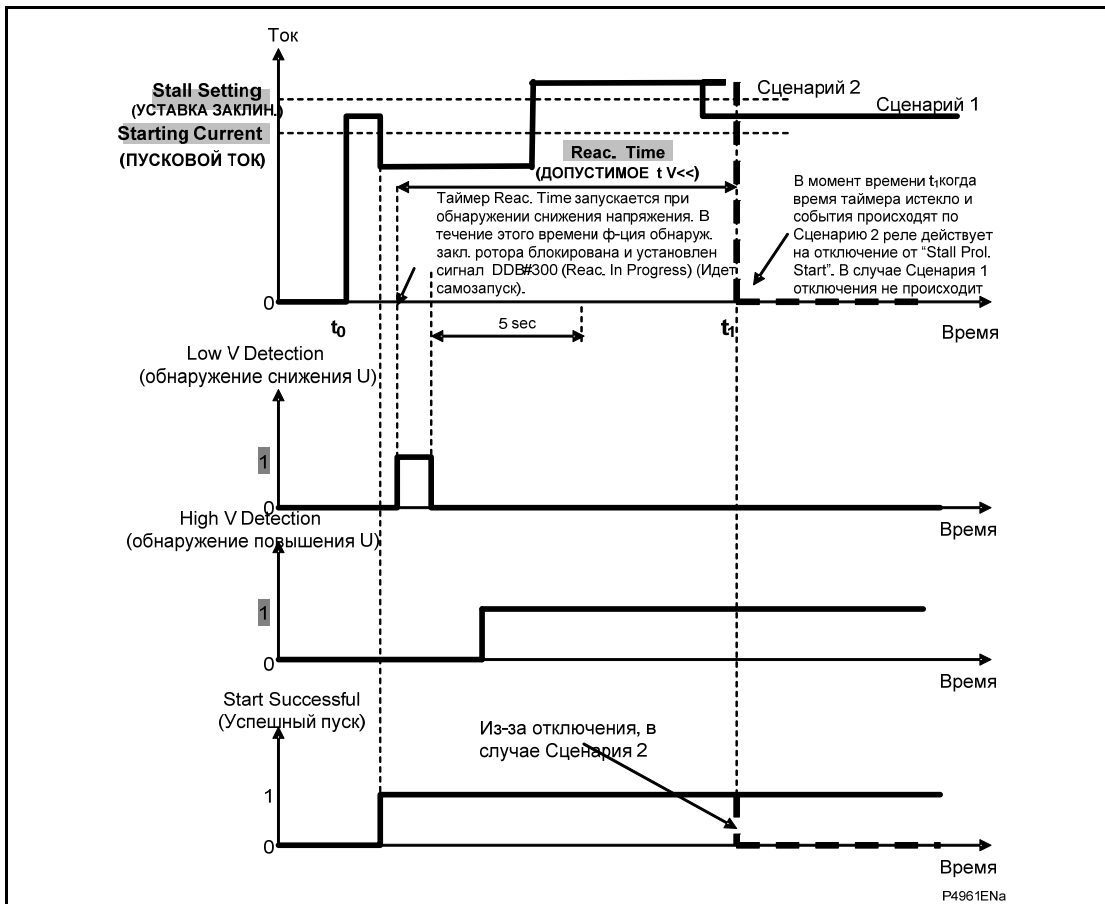 Ток
Stall Setting
(УСТАВКА ЗАКЛИН.)
Starting Current
(ПУСКОВОЙ ТОК)
Сценарий 2
Сценарий 1
Reac. Time
(ДОПУСТИМОЕ t V<<)
Таймер Reac. Time запускается при
обнаружении снижения напряжения. В
течение этого времени ф-ция обнаруж.
закл. ротора блокирована и установлен
сигнал DDB#300 (Reac. In Progress) (Идет
самозапуск).
В момент времени t1когда
время таймера истекло и
события происходят по
Сценарию 2 реле действует
на отключение от “Stall Prol.
Start”. В случае Сценария 1
отключения не происходит
0
t0
5 sec
t1
Время
Low V Detection
(обнаружение снижения U)
1
0
Время
High V Detection
(обнаружение повышения U)
1
0
Время
Start Successful
(Успешный пуск)
Из-за отключения, в
случае Сценария 2
1
0
Время
P4961ENa